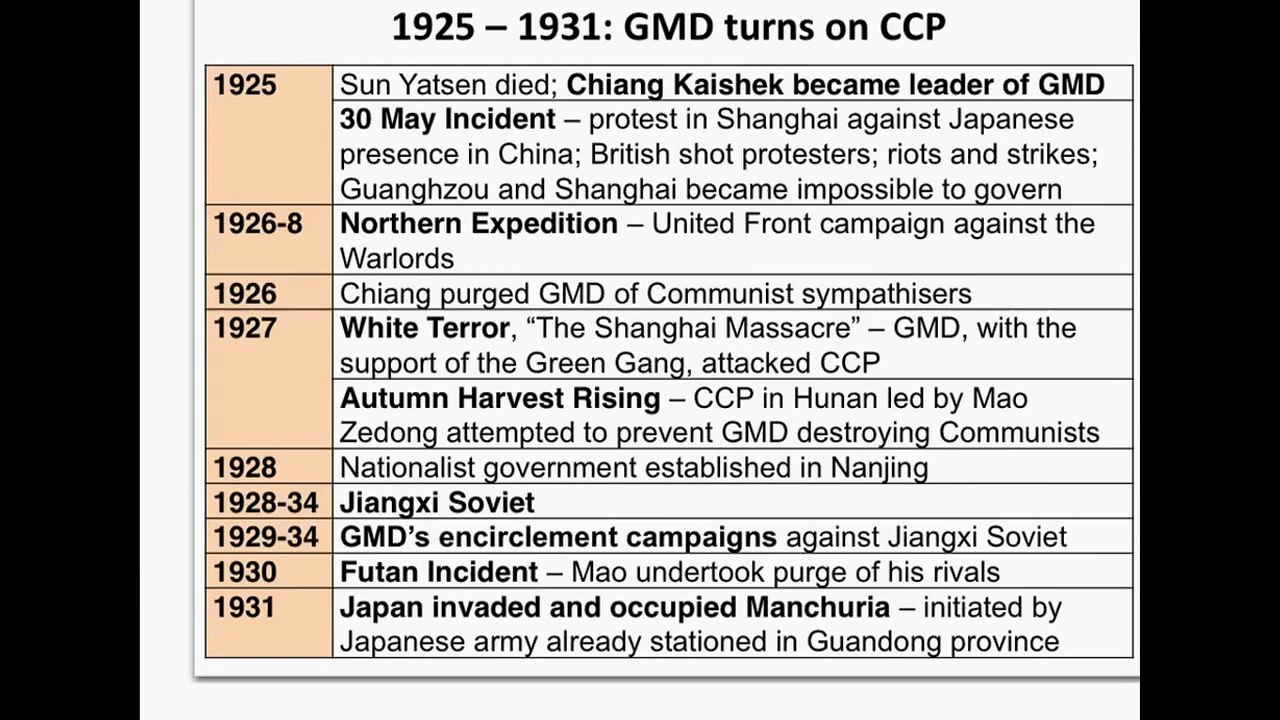 1925 – 1931: GMD turns on CCP
1925
Sun Yatsen died; Chiang Kaishek became leader of GMD
30 May Incident – protest in Shanghai against Japanese
presence in China; British shot protesters; riots and strikes;
Guanghzou and Shanghai became impossible to govern
1926-8
Northern Expedition – United Front campaign against the
Warlords
1926
Chiang purged GMD of Communist sympathisers
1927
White Terror, “The Shanghai Massacre” – GMD, with the
support of the Green Gang, attacked CCP
Autumn Harvest Rising – CCP in Hunan led by Mao
Zedong attempted to prevent GMD destroying Communists
1928
Nationalist government established in Nanjing
1928-34
Jiangxi Soviet
1929-34
GMD’s encirclement campaigns against Jiangxi Soviet
1930
Futan Incident – Mao undertook purge of his rivals
1931
Japan invaded and occupied Manchuria – initiated by
Japanese army already stationed in Guandong province